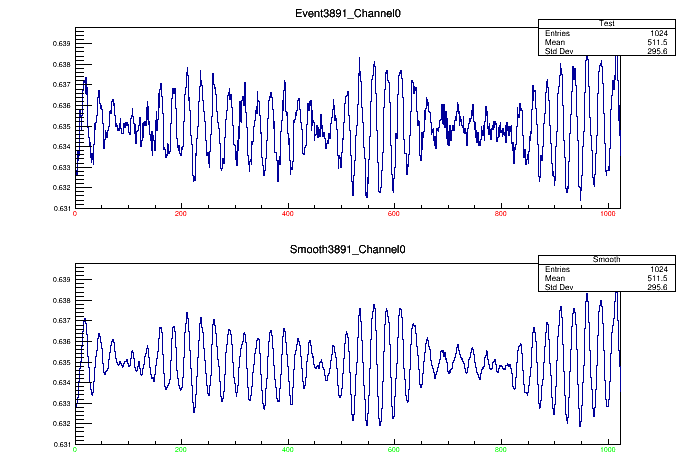 Event3891_Channel0
Test
Entries 1024
Mean 511.5
Std Dev 295.6
0.639
0.638
0.637
0.636
0.635
0.634
0.633
0.632
0.631
0 200 400 600 800 1000
Smooth3891_Channel0
Smooth
Entries 1024
Mean 511.5
Std Dev 295.6
0.639
0.638
0.637
0.636
0.635
0.634
0.633
0.632
0.631
0 200 400 600 800 1000